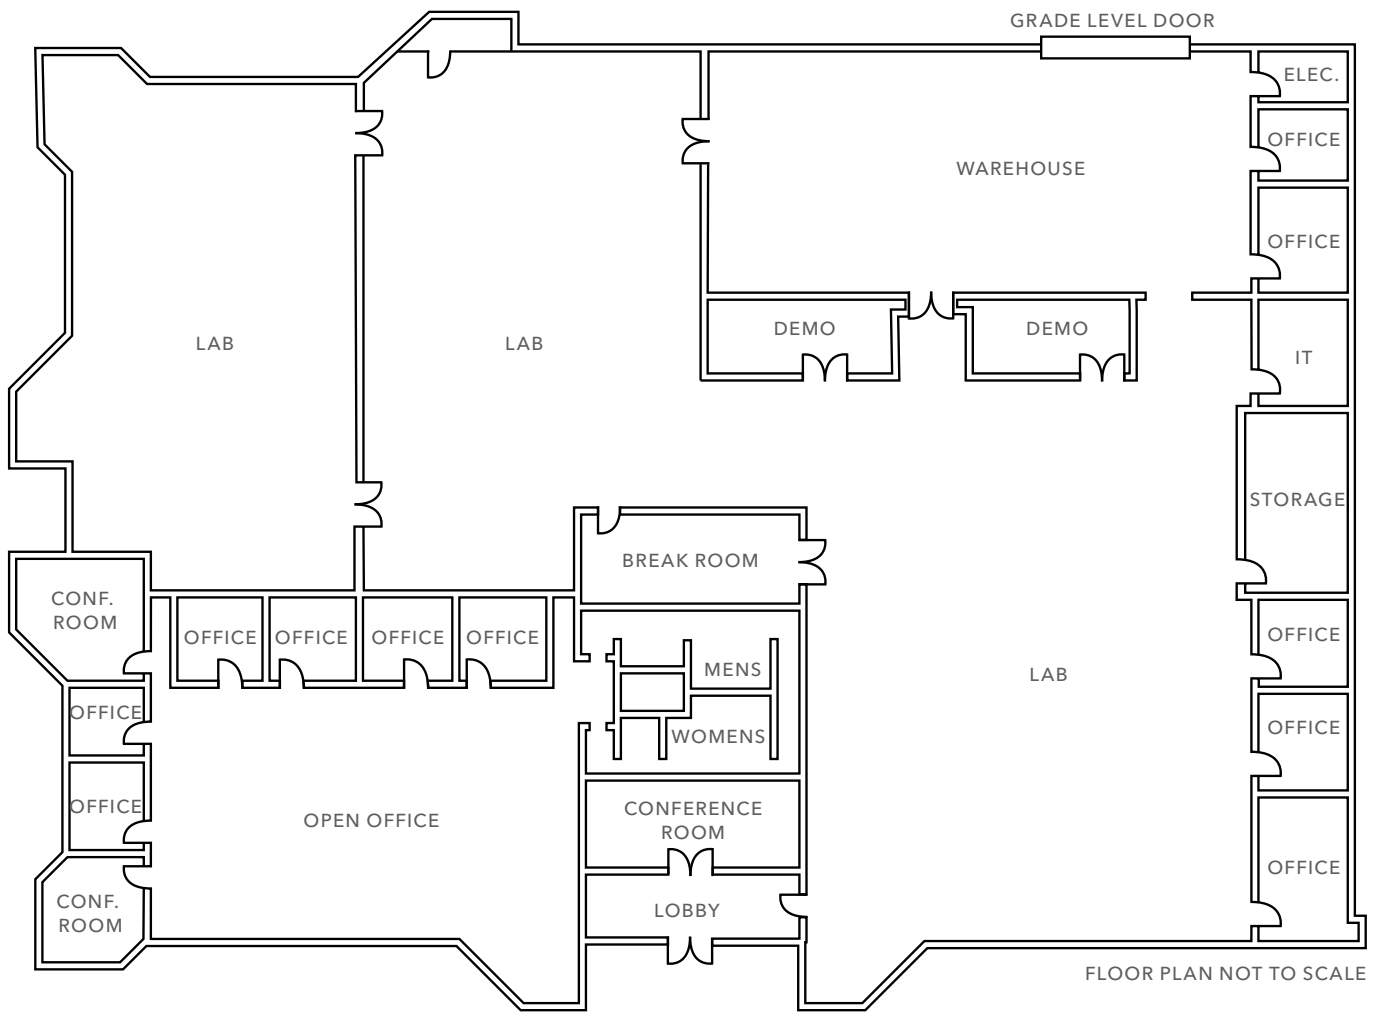 GRADE LEVEL DOOR
ELEC.
OFFICE
WAREHOUSE
OFFICE
DEMO
DEMO
LAB
LAB
IT
STORAGE
BREAK ROOM
CONF.
ROOM
OFFICE
OFFICE
OFFICE
OFFICE
OFFICE
MENS
LAB
OFFICE
OFFICE
WOMENS
OFFICE
OFFICE
CONFERENCE
ROOM
OPEN OFFICE
OFFICE
CONF.
ROOM
LOBBY
FLOOR PLAN NOT TO SCALE